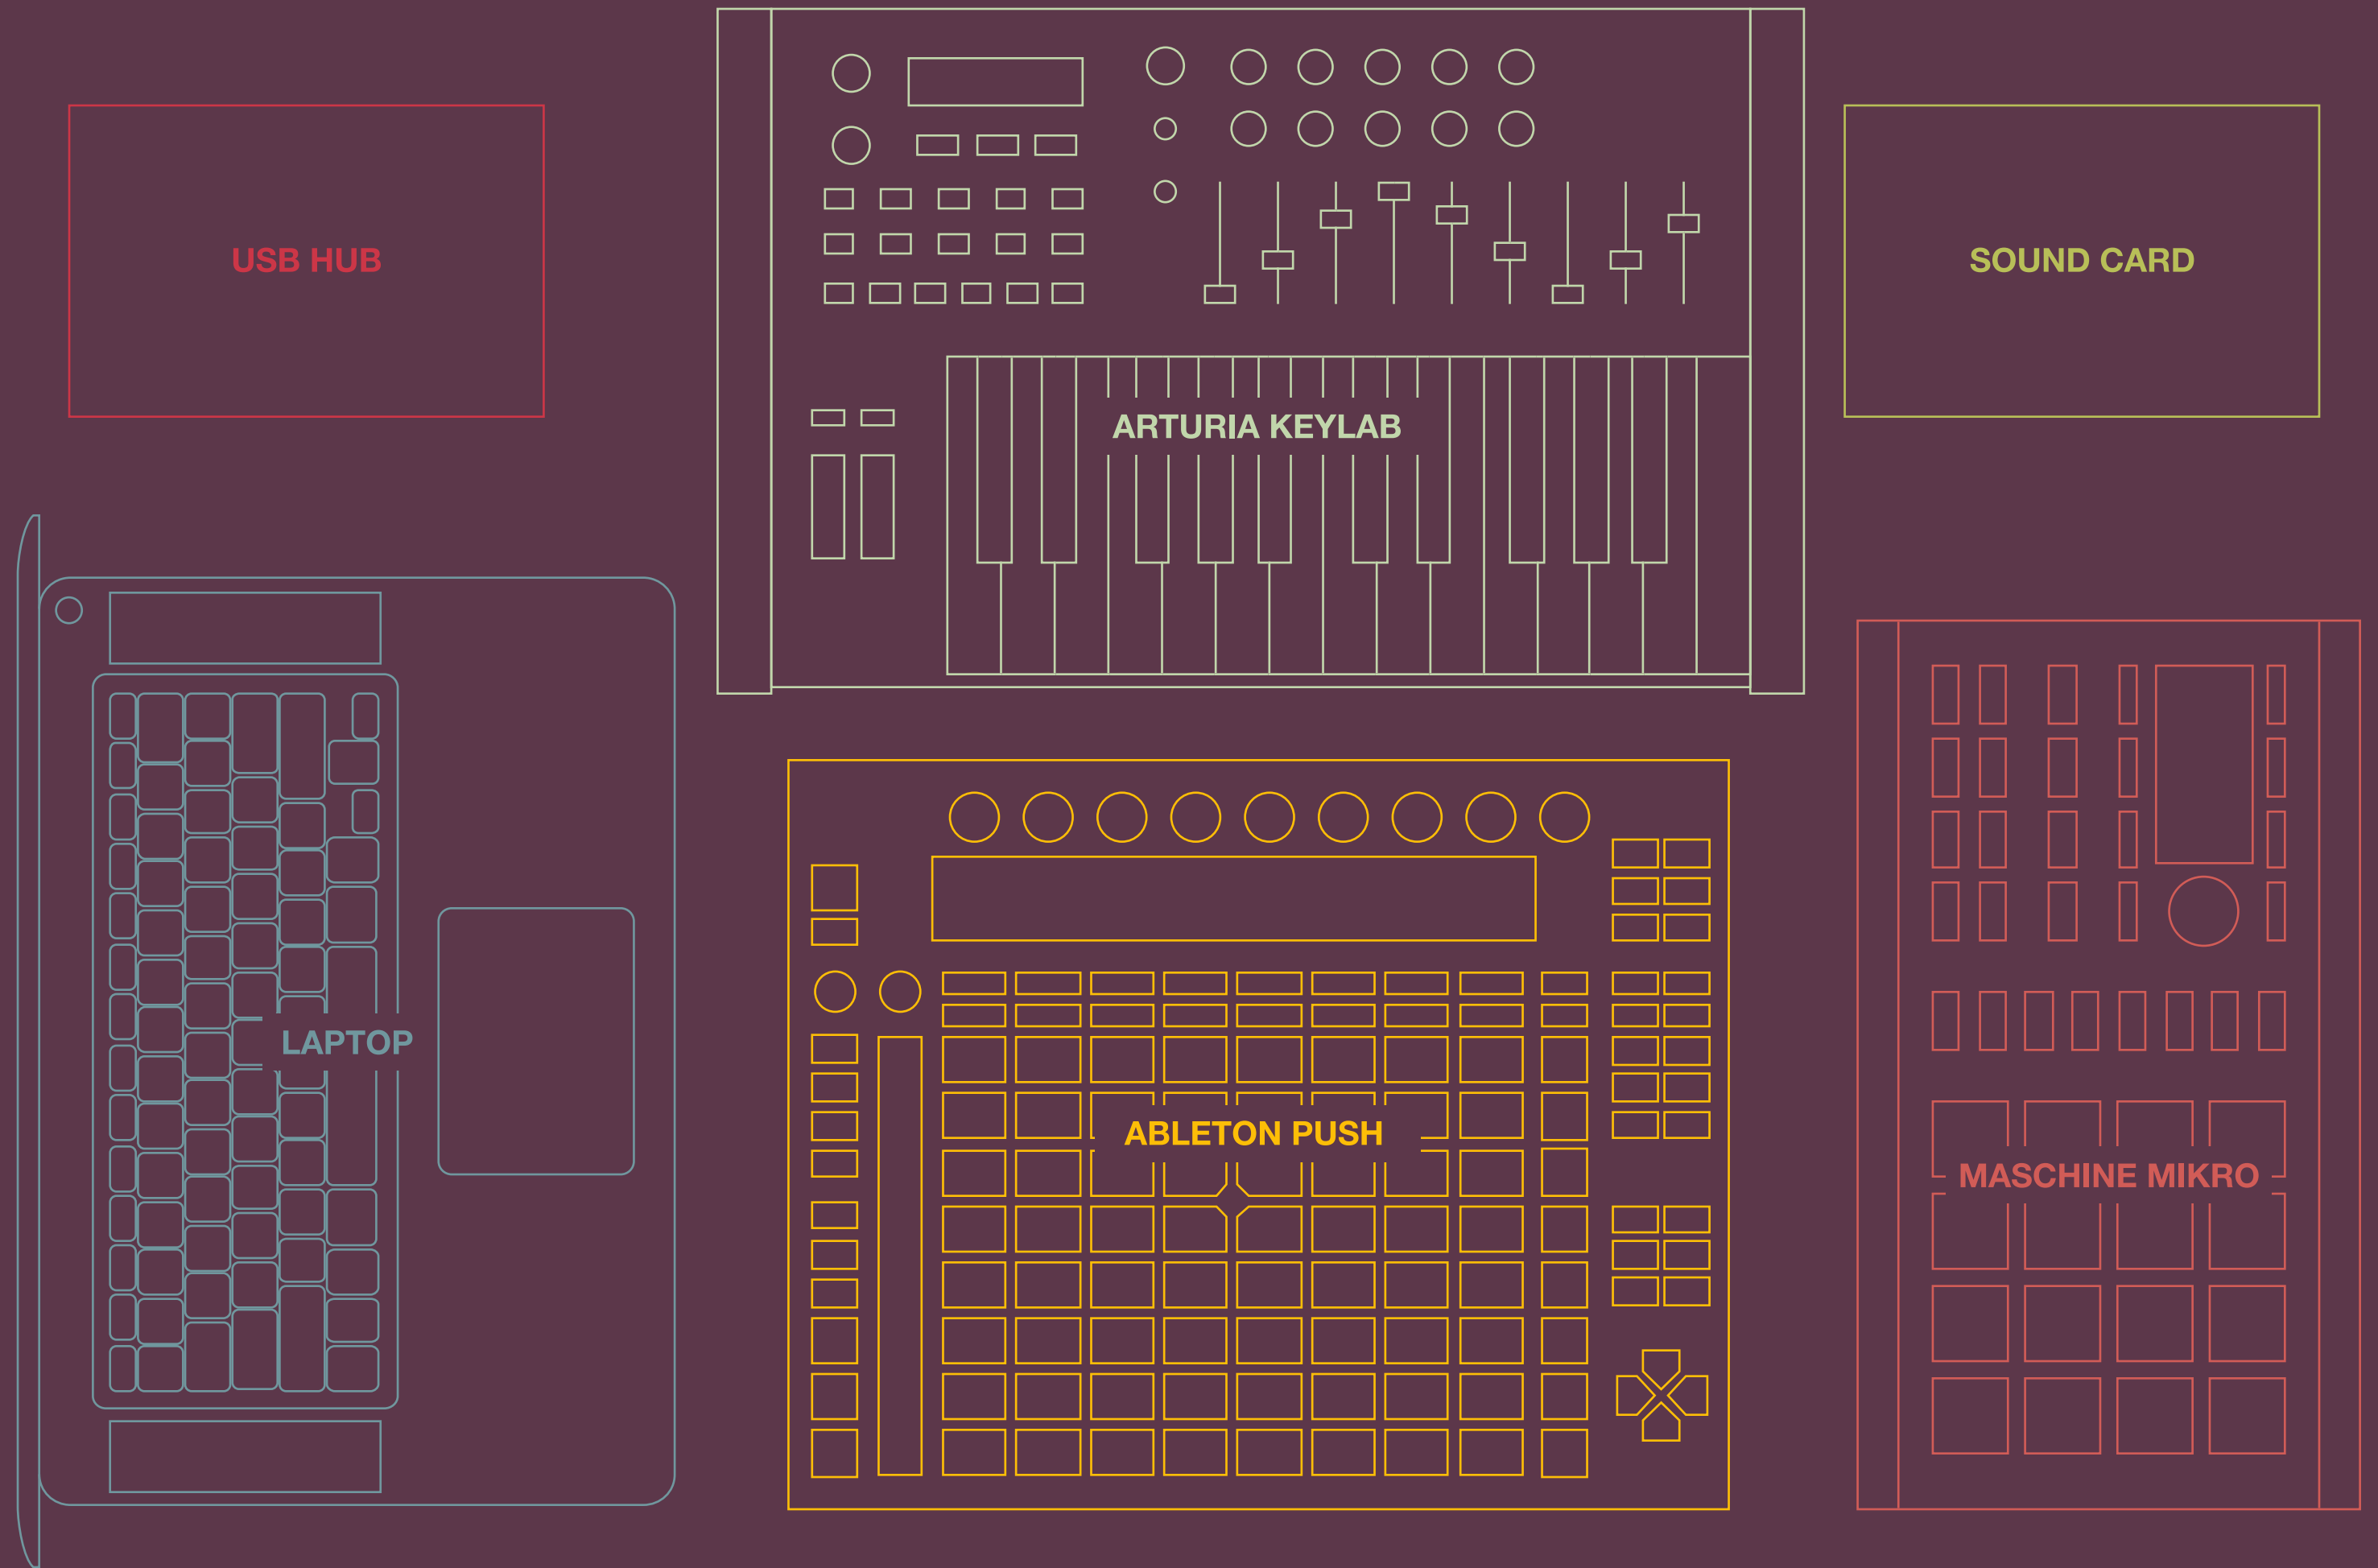 USB HUB
ARTURIA KEYLAB
SOUND CARD
LAPTOP
ABLETON PUSH
MASCHINE MIKRO